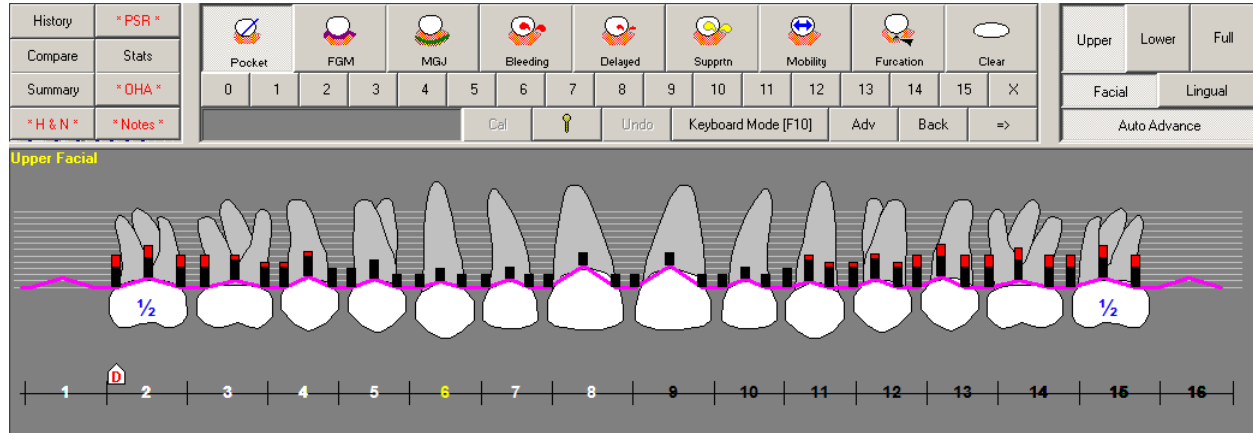 History * PSR *
Compare Stats
Summary * OHA *
* H & N * * Notes *
Pocket FGM MGJ Bleeding Delayed Supprtn Mobility Furcation Clear
0 1 2 3 4 5 6 7 8 9 10 11 12 13 14 15 X
Cal Undo Keyboard Mode [F10] Adv Back =>
Upper Lower Full
Facial Lingual
Auto Advance
Upper Facial
½ ½
D
1 2 3 4 5 6 7 8 9 10 11 12 13 14 15 16